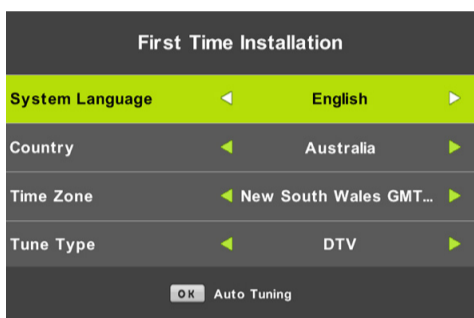 First Time Installation
System Language English
Country Australia
Time Zone New South Wales GMT...
Tune Type DTV
OK Auto Tuning